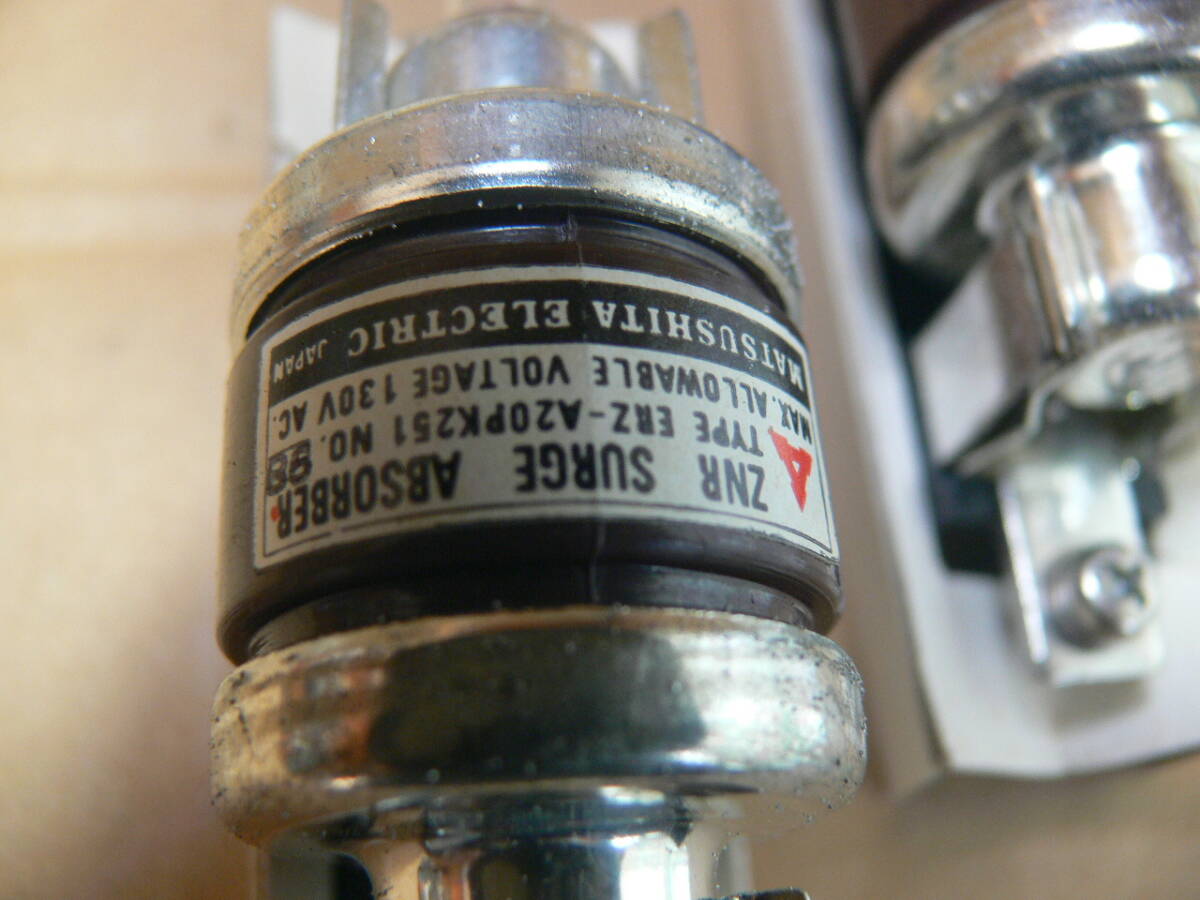 ZNR SURGE ABSORBER
TYPE ERZ-A20PK251 NO.
MAX. ALLOWABLE VOLTAGE 130V AC.
MATSUSHITA ELECTRIC JAPAN